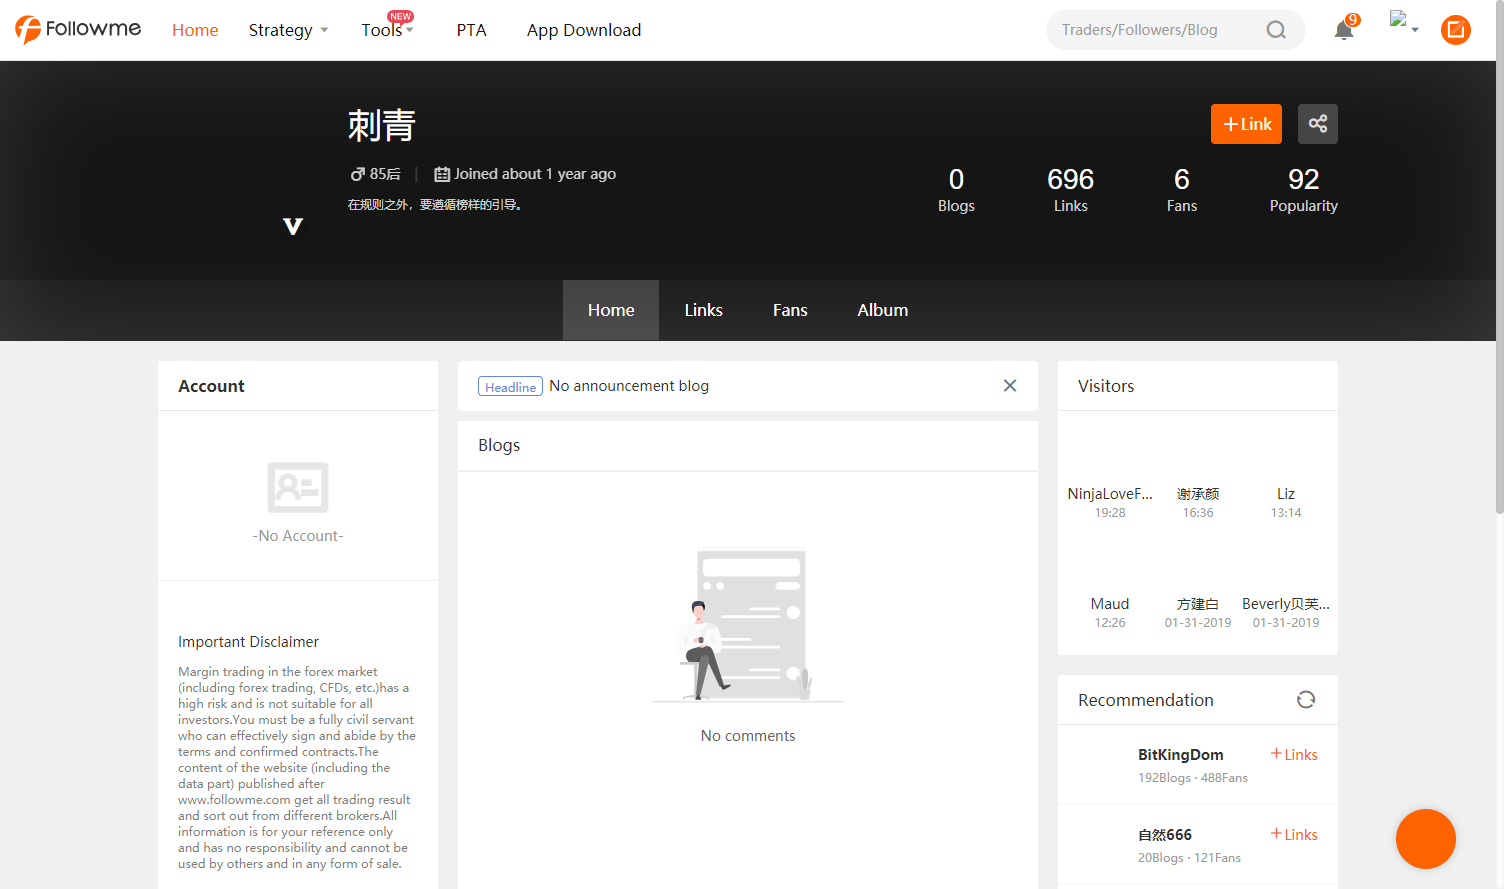 Followme
Home
Strategy
Tools
NEW
PTA
App Download
Traders/Followers/Blog
9
刺青
+Link
85后
Joined about 1 year ago
在规则之外，要遵循榜样的引导。
V
0
Blogs
696
Links
6
Fans
92
Popularity
Home
Links
Fans
Album
Account
-No Account-
Important Disclaimer
Margin trading in the forex market
(including forex trading, CFDs, etc.)has a
high risk and is not suitable for all
investors.You must be a fully civil servant
who can effectively sign and abide by the
terms and confirmed contracts.The
content of the website (including the
data part) published after
www.followme.com get all trading result
and sort out from different brokers.All
information is for your reference only
and has no responsibility and cannot be
used by others and in any form of sale.
Headline No announcement blog
Blogs
No comments
Visitors
NinjaLoveF... 谢承颜 Liz
19:28 16:36 13:14
Maud 方建白 Beverly贝芙...
12:26 01-31-2019 01-31-2019
Recommendation
BitKingDom +Links
192Blogs · 488Fans
自然666 +Links
20Blogs · 121Fans